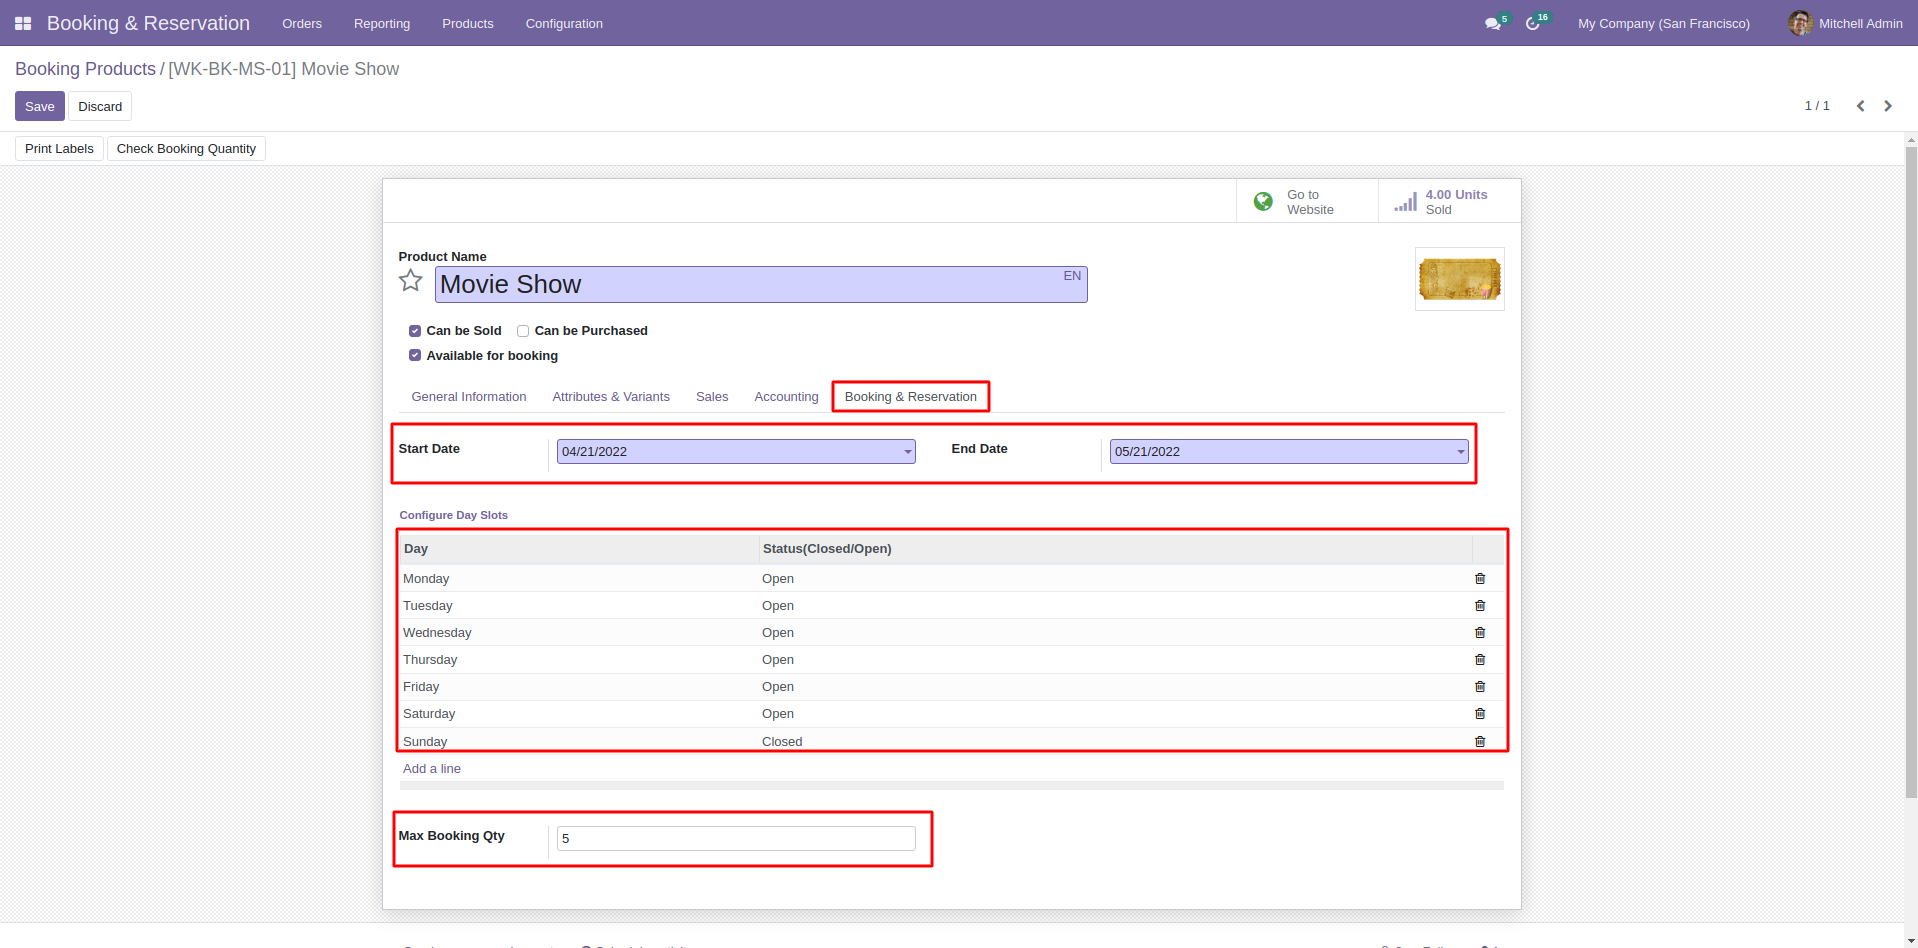 Booking & Reservation Orders Reporting Products Configuration 5 16 My Company (San Francisco) Mitchell Admin
Booking Products / [WK-BK-MS-01] Movie Show
Save Discard 1 / 1
Print Labels Check Booking Quantity
Go to Website
4.00 Units Sold
Product Name
Movie Show EN
Can be Sold Can be Purchased
Available for booking
General Information Attributes & Variants Sales Accounting Booking & Reservation
Start Date 04/21/2022 End Date 05/21/2022
Configure Day Slots
Day Status(Closed/Open)
Monday Open
Tuesday Open
Wednesday Open
Thursday Open
Friday Open
Saturday Open
Sunday Closed
Add a line
Max Booking Qty 5